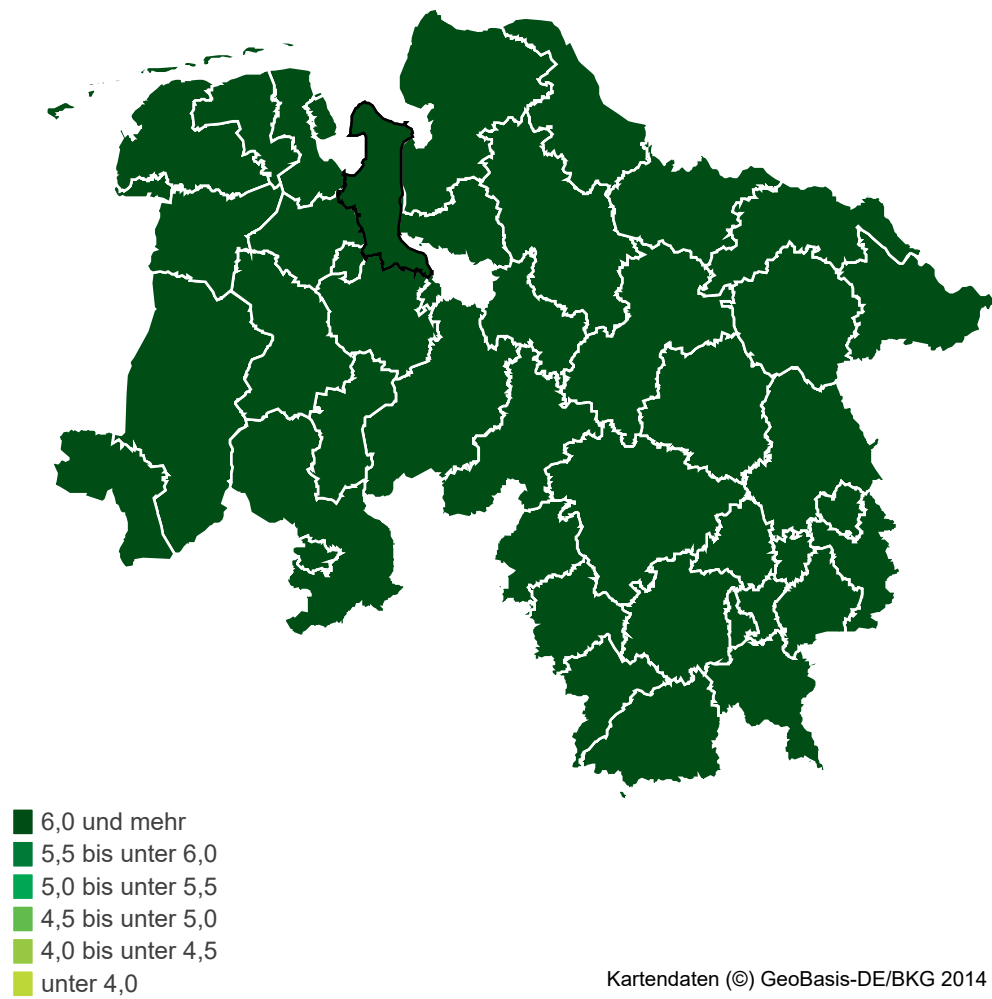 6,0 und mehr
5,5 bis unter 6,0
5,0 bis unter 5,5
4,5 bis unter 5,0
4,0 bis unter 4,5
unter 4,0
Kartendaten (©) GeoBasis-DE/BKG 2014